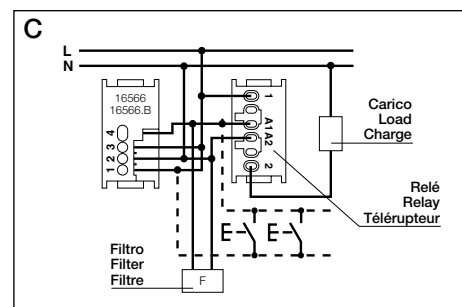 C
L
N
16566
16566.B
4
3
2
1
1
A1
A2
2
Carico
Load
Charge
Relé
Relay
Télérupteur
E
E
Filtro
Filter
Filtre
F